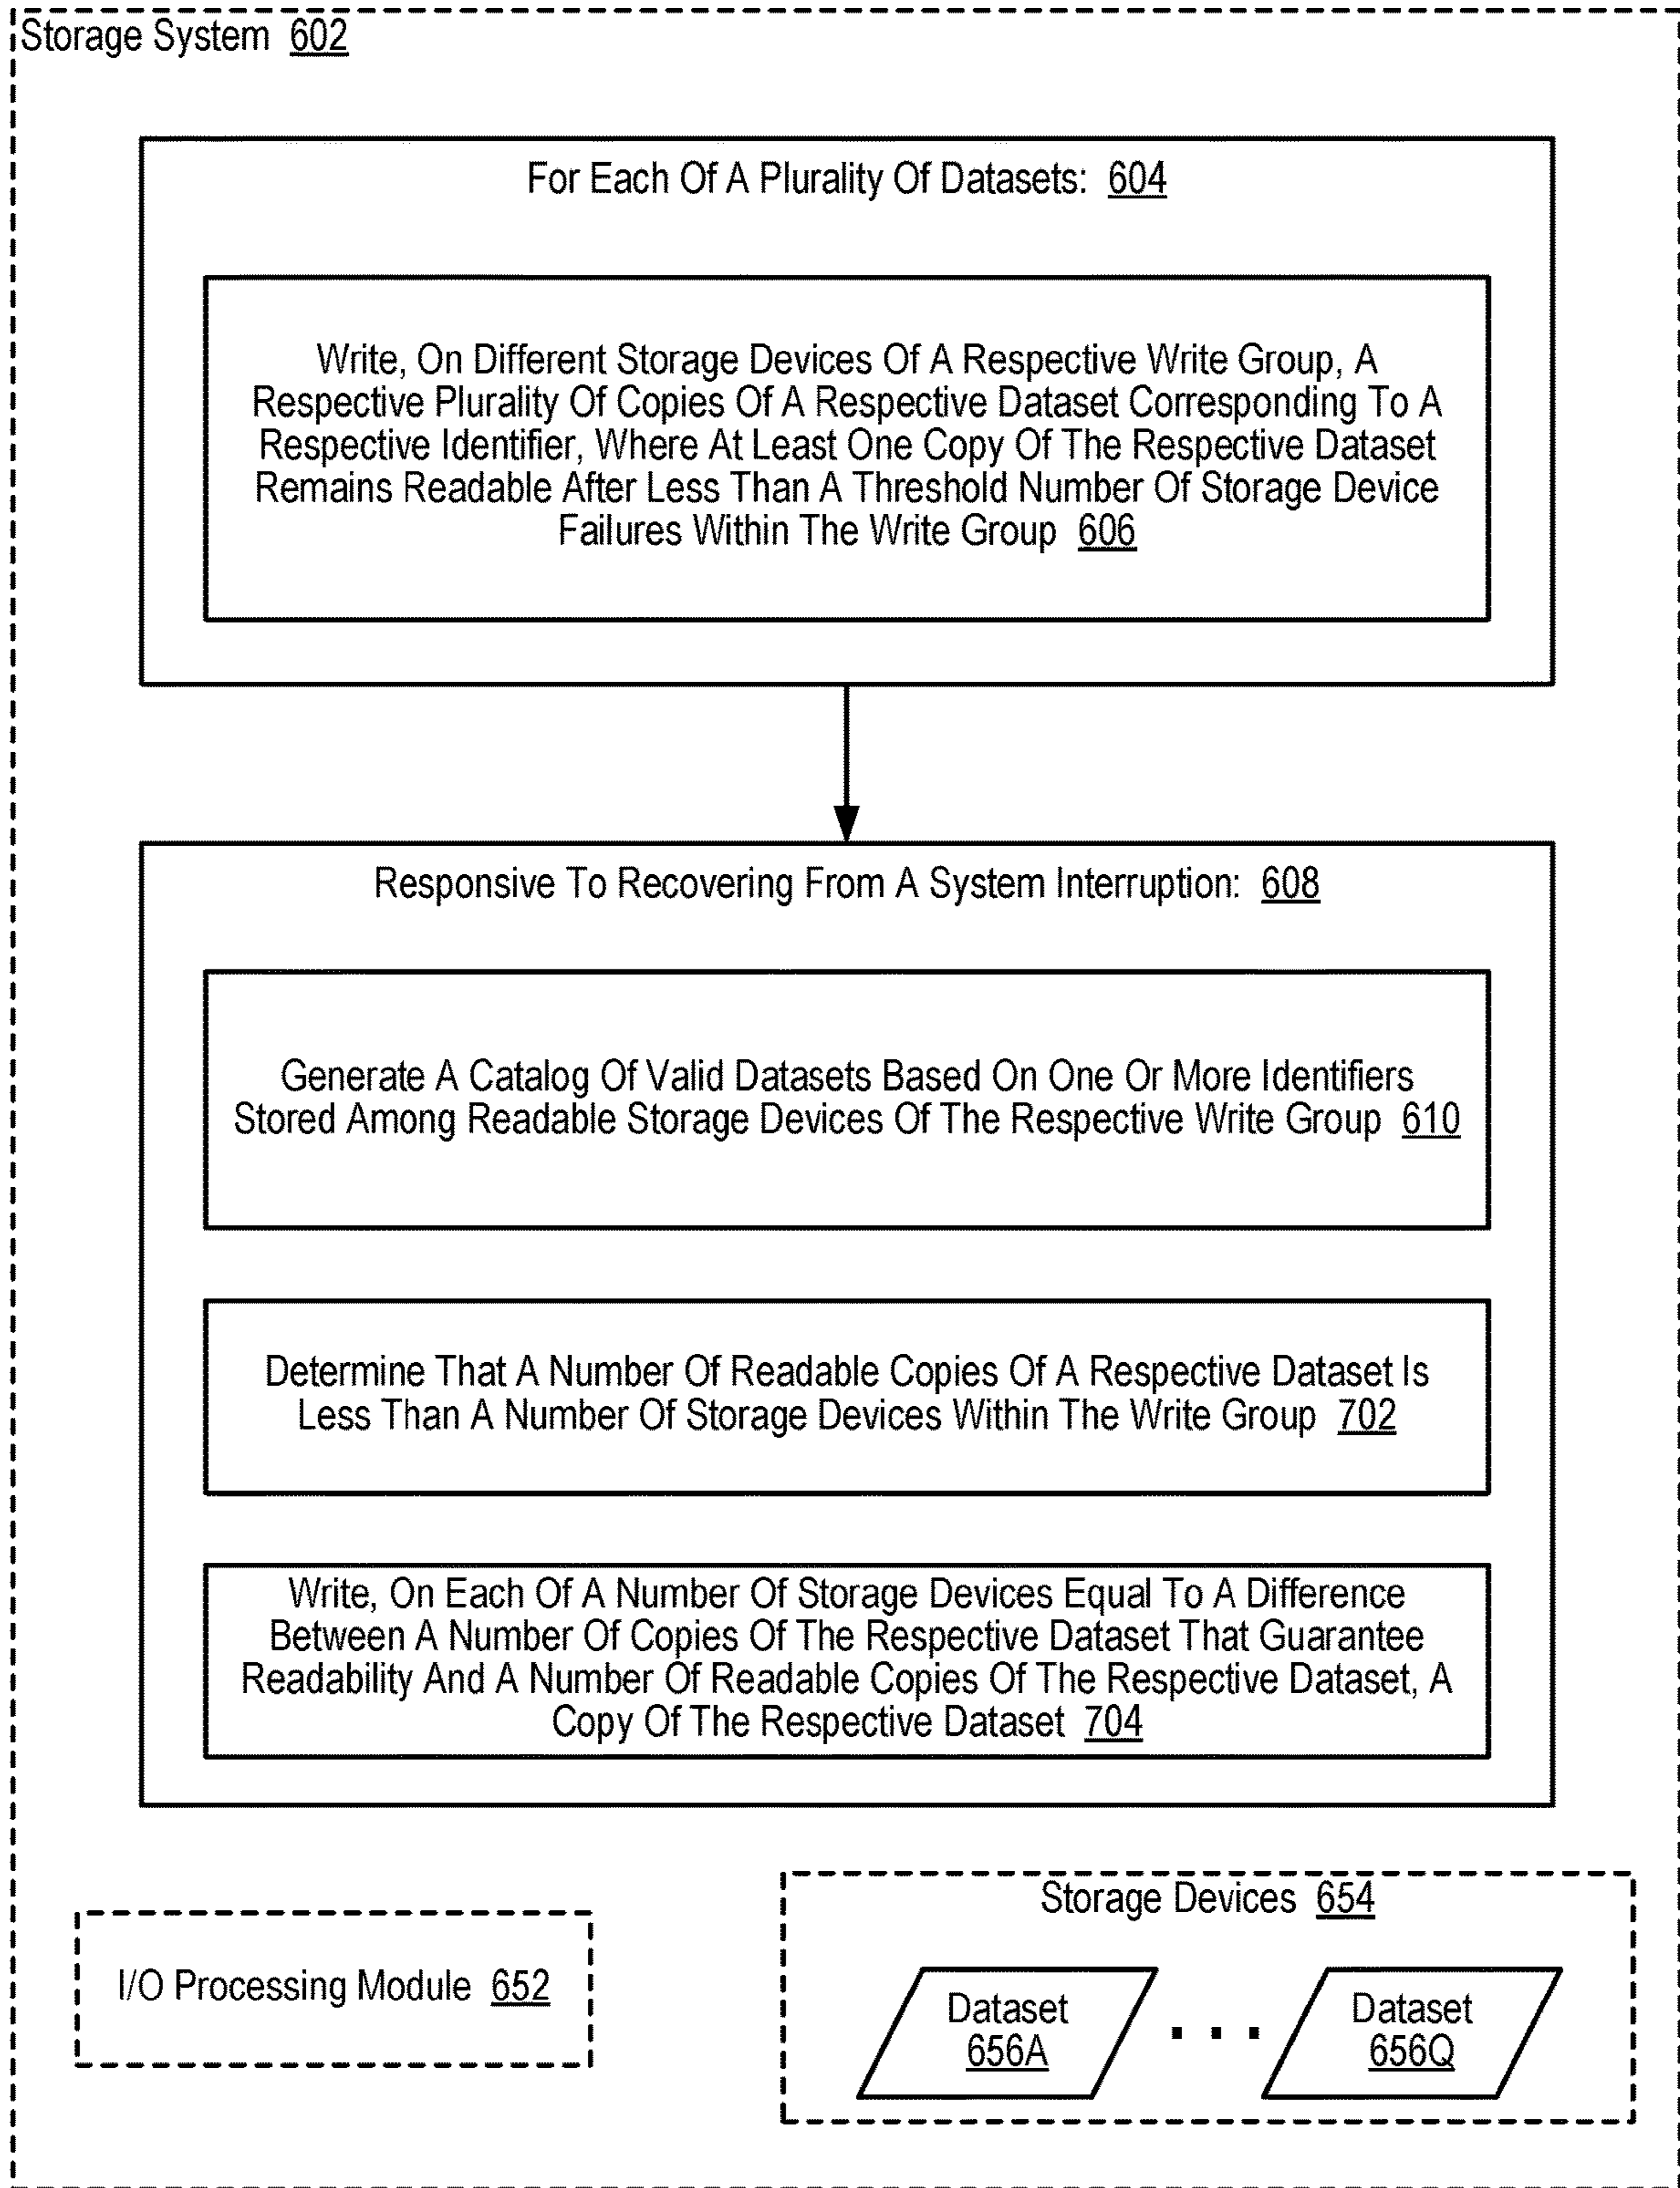 Storage System 602
For Each Of A Plurality Of Datasets: 604
Write, On Different Storage Devices Of A Respective Write Group, A
Respective Plurality Of Copies Of A Respective Dataset Corresponding To A
Respective Identifier, Where At Least One Copy Of The Respective Dataset
Remains Readable After Less Than A Threshold Number Of Storage Device
Failures Within The Write Group 606
Responsive To Recovering From A System Interruption: 608
Generate A Catalog Of Valid Datasets Based On One Or More Identifiers
Stored Among Readable Storage Devices Of The Respective Write Group 610
Determine That A Number Of Readable Copies Of A Respective Dataset Is
Less Than A Number Of Storage Devices Within The Write Group 702
Write, On Each Of A Number Of Storage Devices Equal To A Difference
Between A Number Of Copies Of The Respective Dataset That Guarantee
Readability And A Number Of Readable Copies Of The Respective Dataset, A
Copy Of The Respective Dataset 704
I/O Processing Module 652
Storage Devices 654
Dataset
656A
Dataset
656Q